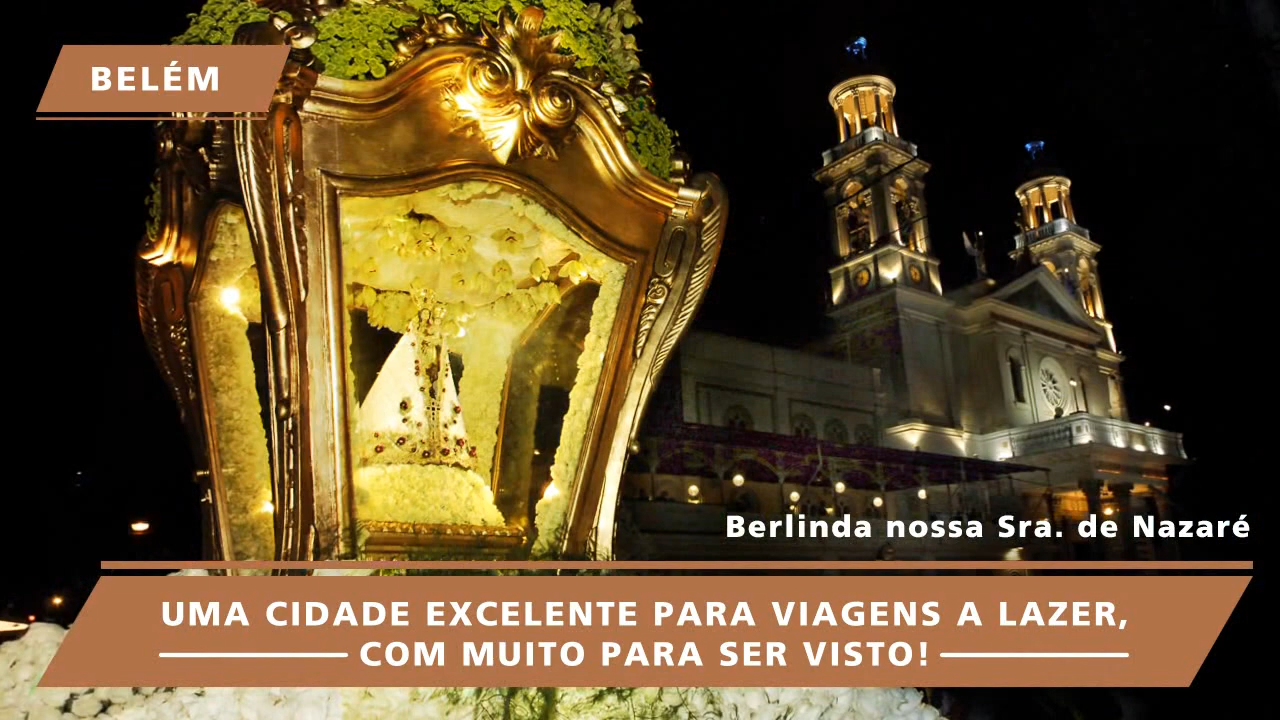 BELÉM
Berlinda nossa Sra. de Nazaré
UMA CIDADE EXCELENTE PARA VIAGENS A LAZER,
COM MUITO PARA SER VISTO!